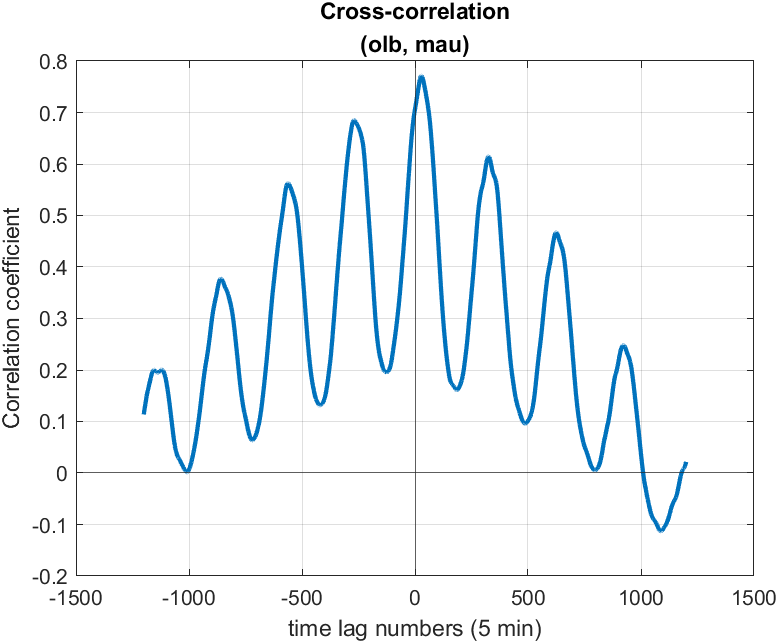 Cross-correlation
(olb, mau)
0.8
0.7
0.6
0.5
0.4
0.3
0.2
0.1
0
-0.1
-0.2
Correlation coefficient
-1500 -1000 -500 0 500 1000 1500
time lag numbers (5 min)